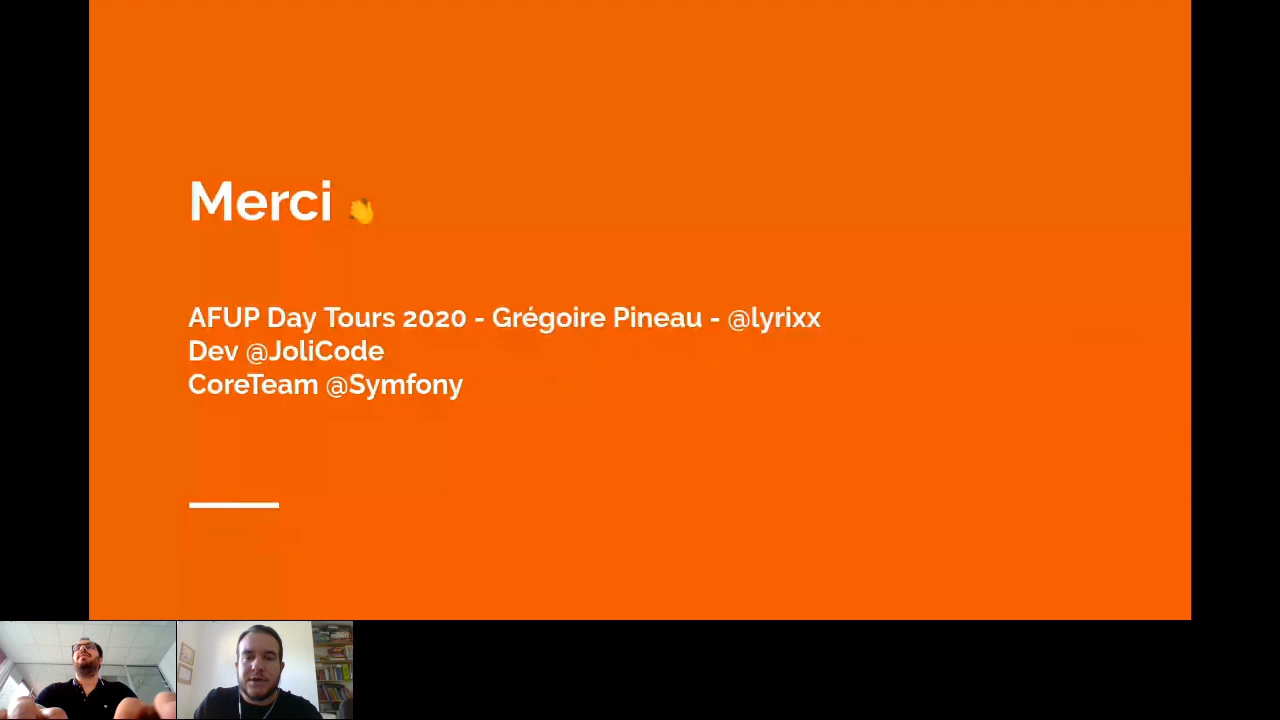 Merci 👏
AFUP Day Tours 2020 - Grégoire Pineau - @lyrixx
Dev @JoliCode
CoreTeam @Symfony